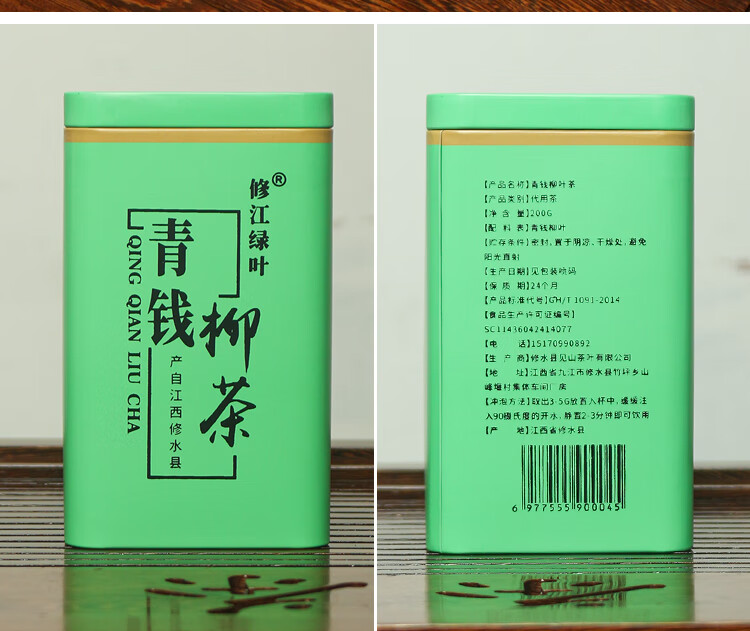 修江绿叶®
青钱
柳茶
QING QIAN LIU CHA
产自江西修水县
【产品名称】青钱柳叶茶
【产品类别】代用茶
【净 含 量】200G
【配 料 表】青钱柳叶
【贮存条件】密封,置于阴凉、干燥处,避免
阳光直射
【生产日期】见包装喷码
【保 质 期】24个月
【产品标准代号】GH/T 1091-2014
【食品生产许可证编号】
SC11436042414077
【电 话】15170990892
【生 产 商】修水县见山茶叶有限公司
【地 址】江西省九江市修水县竹坪乡山
峰堰村集体车间厂房
【冲泡方法】取出3-5G放置入杯中,缓缓注
入90摄氏度的开水,静置2-3分钟即可饮用
【产 地】江西省修水县
6 977555 900045